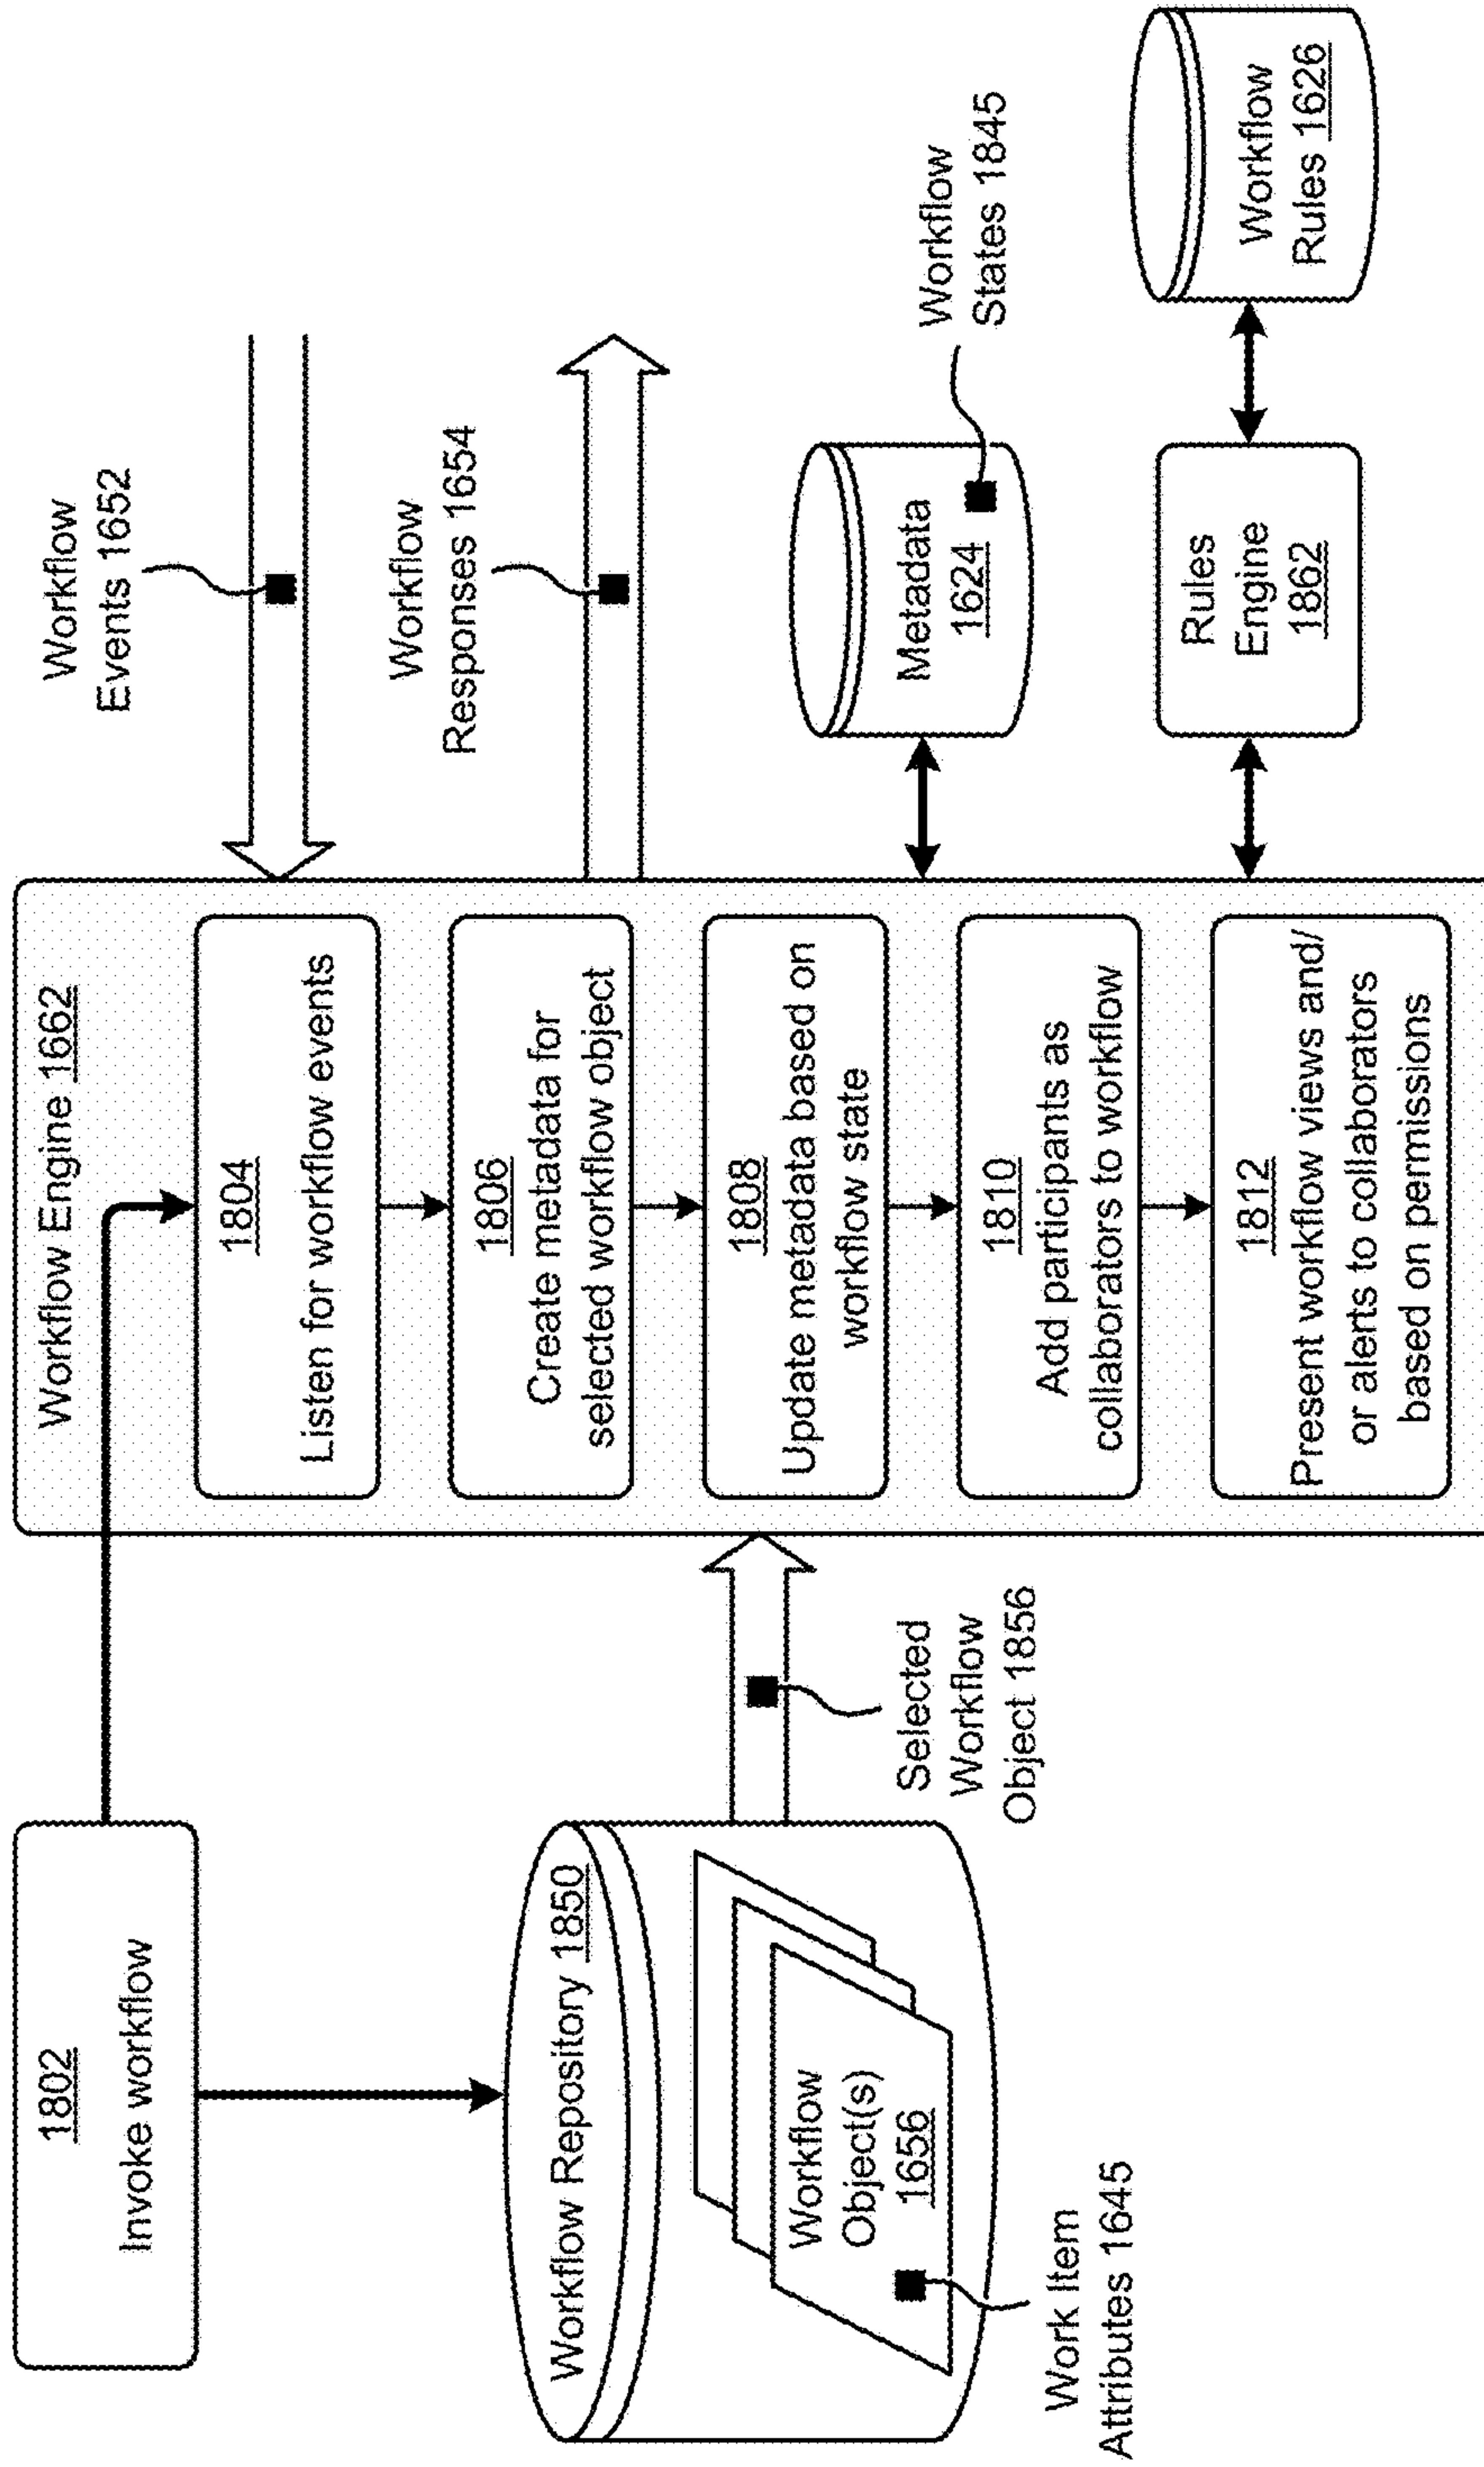 1802
Invoke workflow
Workflow Repository 1850
Workflow
Object(s)
1656
Work Item
Attributes 1645
Selected
Workflow
Object 1856
Workflow Engine 1662
1804
Listen for workflow events
1806
Create metadata for
selected workflow object
1808
Update metadata based on
workflow state
1810
Add participants as
collaborators to workflow
1812
Present workflow views and/
or alerts to collaborators
based on permissions
Workflow
Events 1652
Workflow
Responses 1654
Metadata
1624
Workflow
States 1845
Rules
Engine
1862
Workflow
Rules 1626